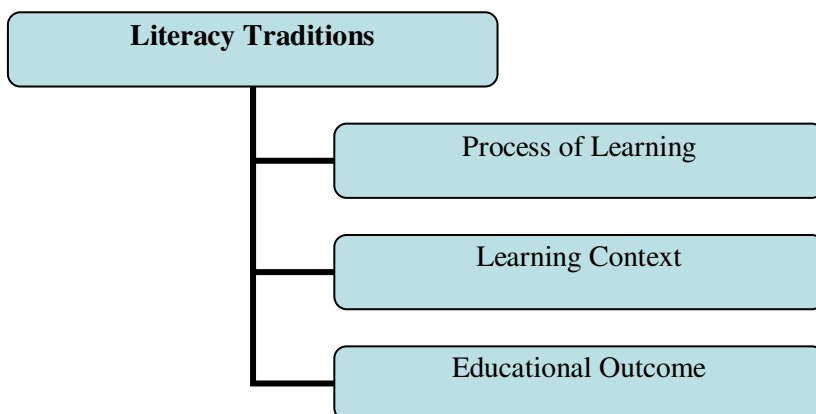 Literacy Traditions
Process of Learning
Learning Context
Educational Outcome